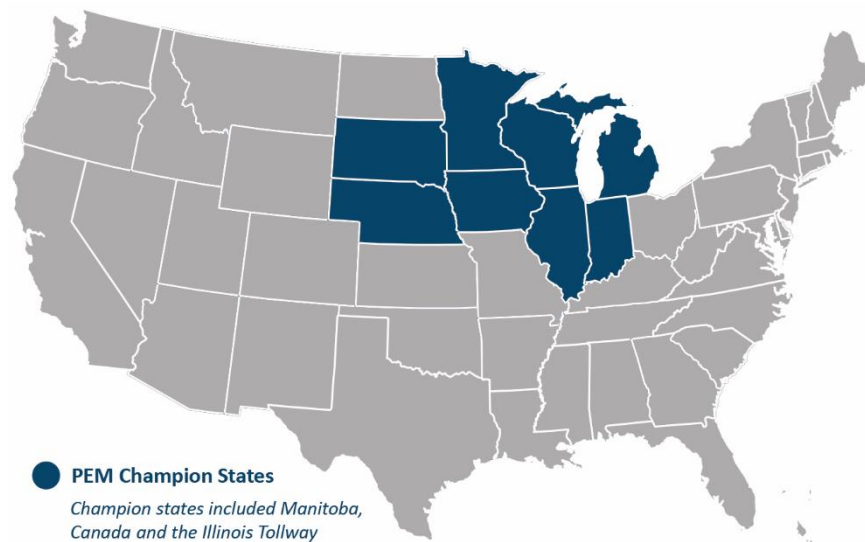 PEM Champion States
Champion states included Manitoba,
Canada and the Illinois Tollway